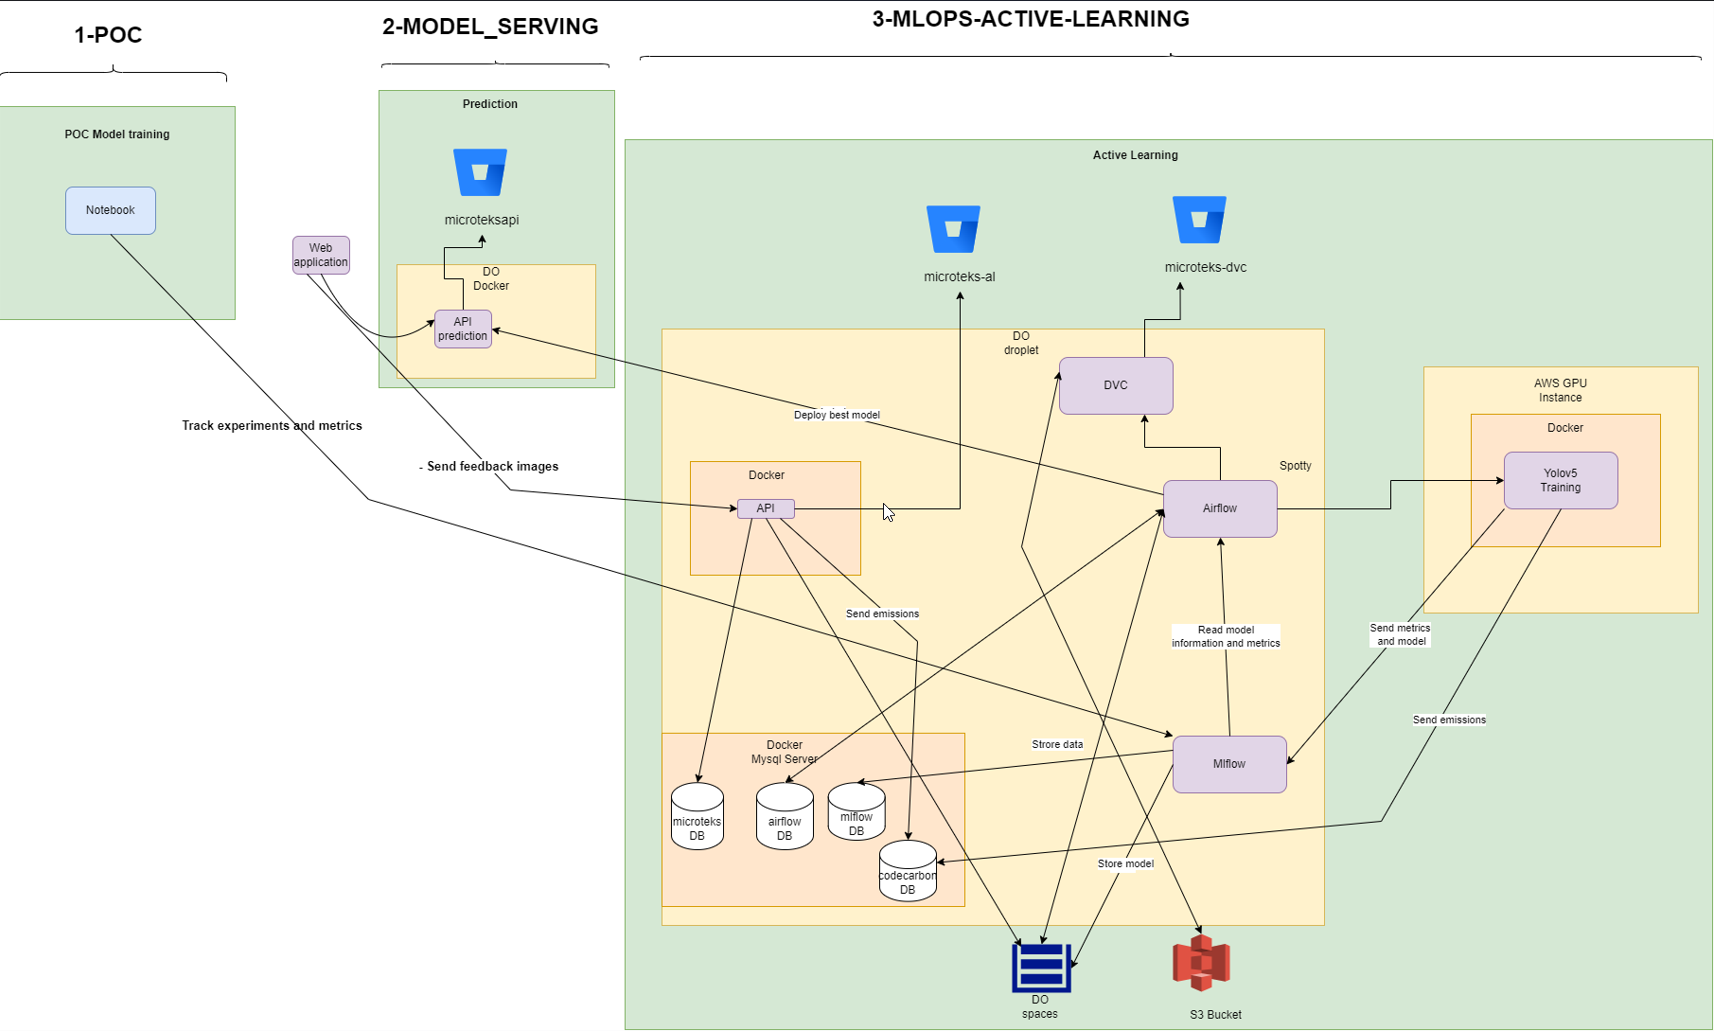 1-POC
2-MODEL_SERVING
3-MLOPS-ACTIVE-LEARNING
POC Model training
Notebook
Web
application
Prediction
microteksapi
DO
Docker
API
prediction
Track experiments and metrics
- Send feedback images
Active Learning
microteks-al
microteks-dvc
DO
droplet
DVC
Deploy best model
Docker
API
Spotty
Airflow
AWS GPU
Instance
Docker
Yolov5
Training
Send emissions
Read model
information and metrics
Send metrics
and model
Send emissions
Docker
Mysql Server
Strore data
Mlflow
microteks
DB
airflow
DB
mlflow
DB
codecarbon
DB
Store model
DO
spaces
S3 Bucket